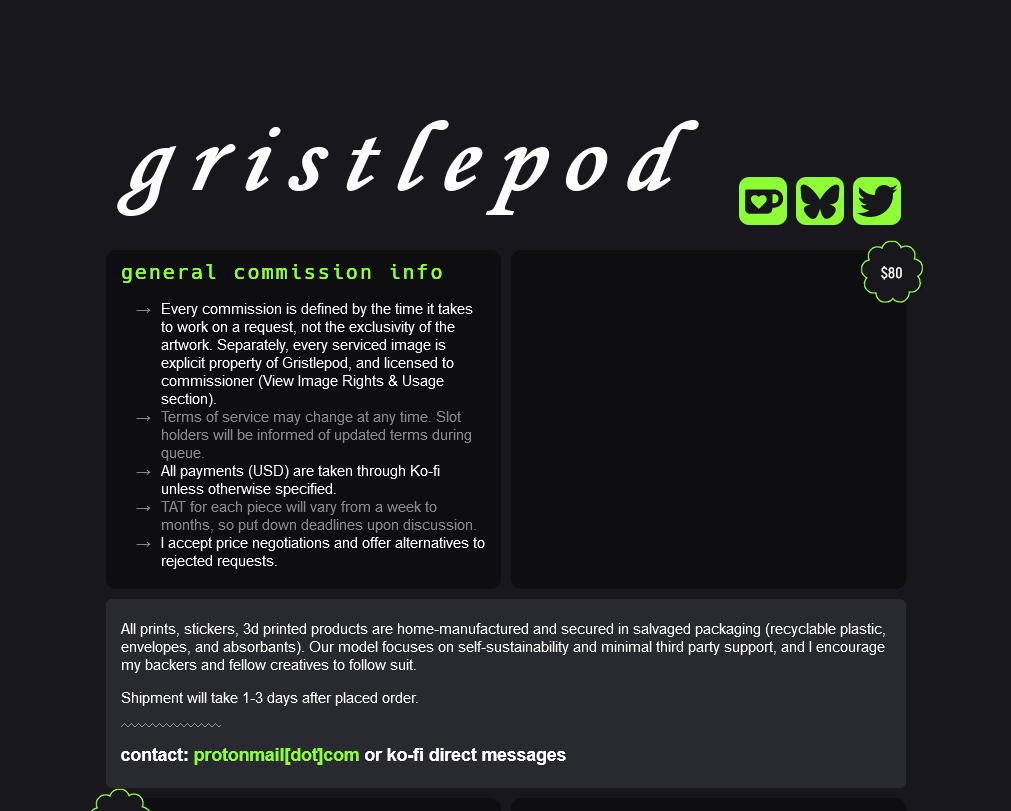 gristlepod
$80
general commission info
→ Every commission is defined by the time it takes
to work on a request, not the exclusivity of the
artwork. Separately, every serviced image is
explicit property of Gristlepod, and licensed to
commissioner (View Image Rights & Usage
section).
→ Terms of service may change at any time. Slot
holders will be informed of updated terms during
queue.
→ All payments (USD) are taken through Ko-fi
unless otherwise specified.
→ TAT for each piece will vary from a week to
months, so put down deadlines upon discussion.
→ I accept price negotiations and offer alternatives to
rejected requests.
All prints, stickers, 3d printed products are home-manufactured and secured in salvaged packaging (recyclable plastic,
envelopes, and absorbants). Our model focuses on self-sustainability and minimal third party support, and I encourage
my backers and fellow creatives to follow suit.
Shipment will take 1-3 days after placed order.
contact: protonmail[dot]com or ko-fi direct messages